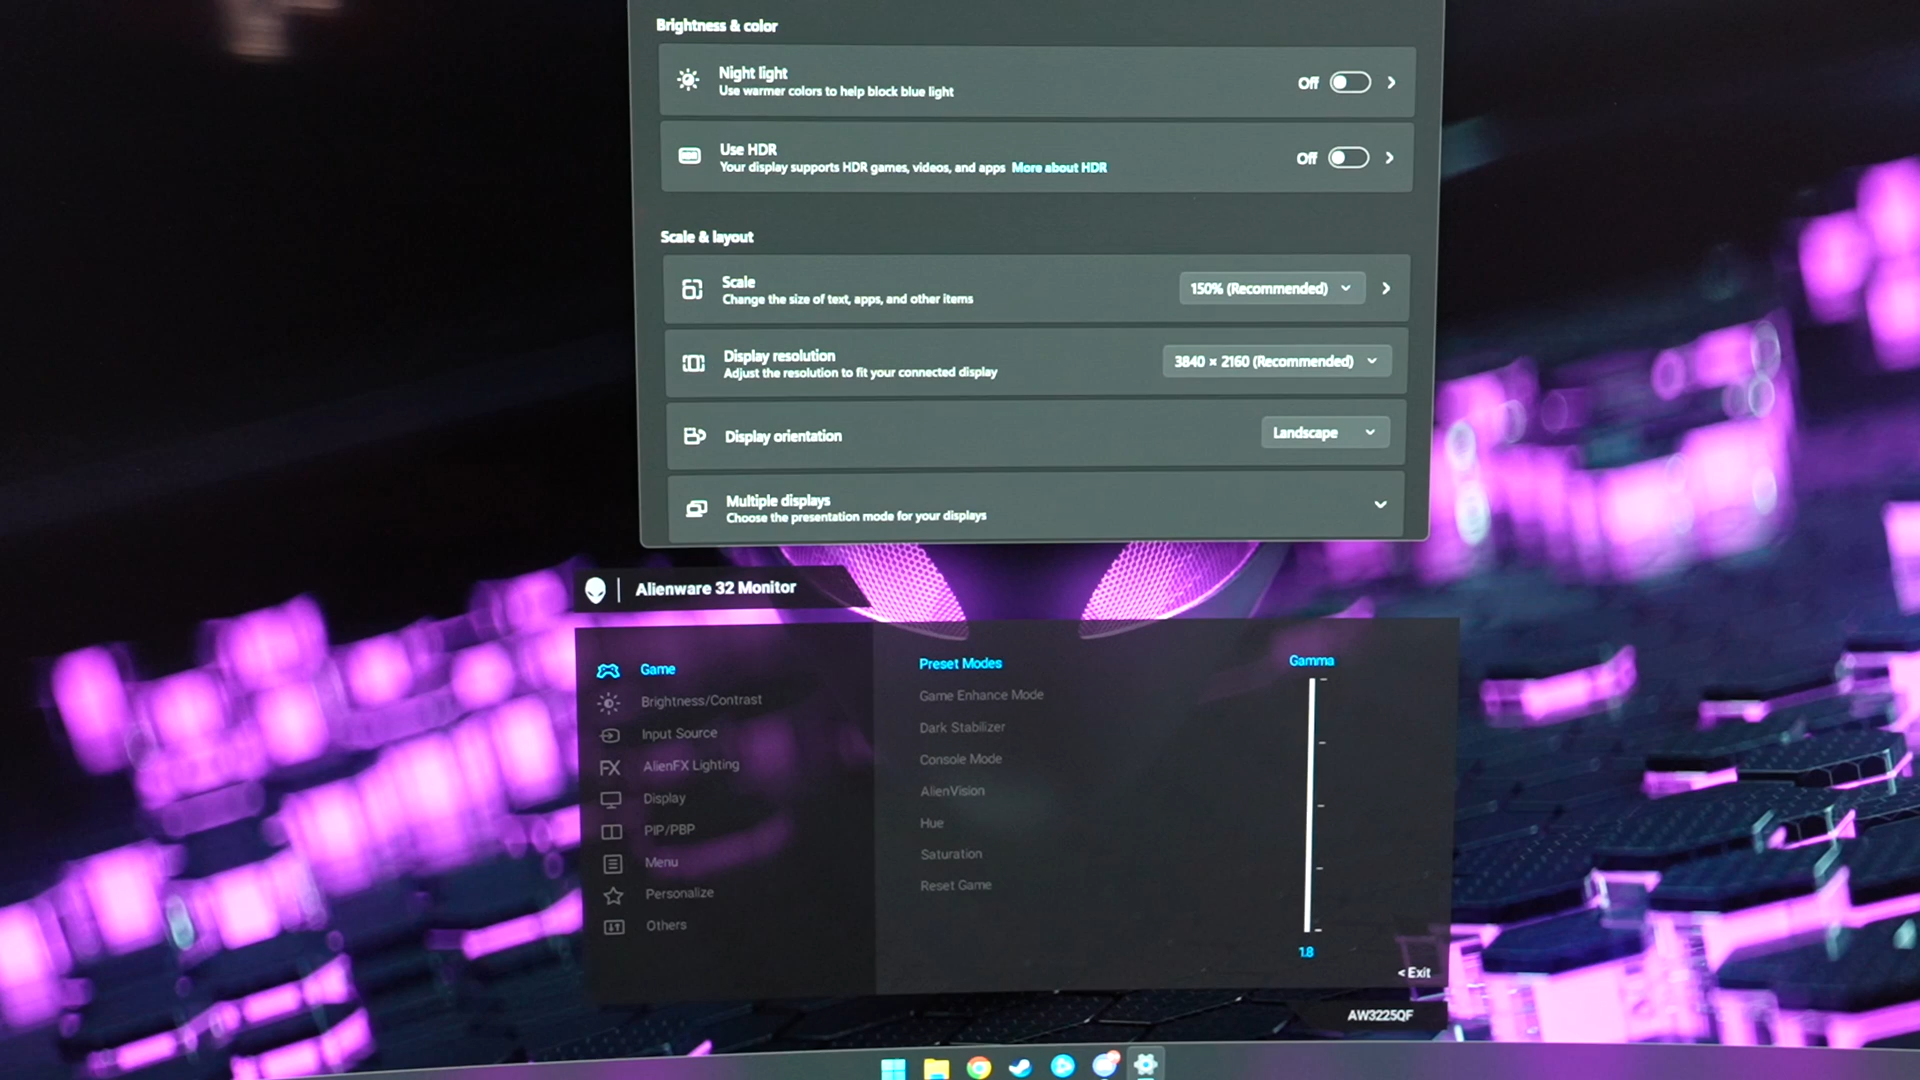 Brightness & color
Night light
Use warmer colors to help block blue light
Off
Use HDR
Your display supports HDR games, videos, and apps More about HDR
Off
Scale & layout
Scale
Change the size of text, apps, and other items
150% (Recommended)
Display resolution
Adjust the resolution to fit your connected display
3840 × 2160 (Recommended)
Display orientation
Landscape
Multiple displays
Choose the presentation mode for your displays
Alienware 32 Monitor
Game
Brightness/Contrast
Input Source
FX AlienFX Lighting
Display
PIP/PBP
Menu
Personalize
Others
Preset Modes
Game Enhance Mode
Dark Stabilizer
Console Mode
AlienVision
Hue
Saturation
Reset Game
Gamma
1.8
< Exit
AW3225QF